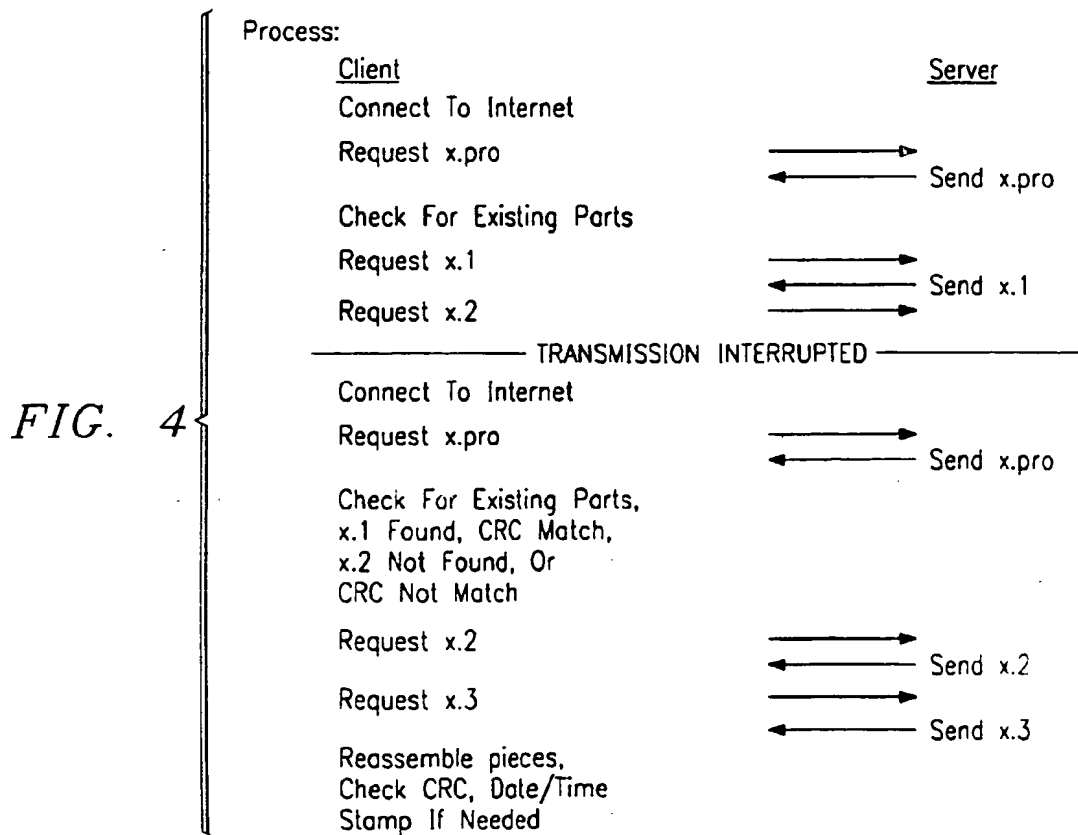 Process:
Client Server
Connect To Internet
Request x.pro
Send x.pro
Check For Existing Parts
Request x.1
Send x.1
Request x.2
TRANSMISSION INTERRUPTED
Connect To Internet
FIG. 4
Request x.pro
Send x.pro
Check For Existing Parts,
x.1 Found, CRC Match,
x.2 Not Found, Or
CRC Not Match
Request x.2
Send x.2
Request x.3
Send x.3
Reassemble pieces,
Check CRC, Date/Time
Stamp If Needed